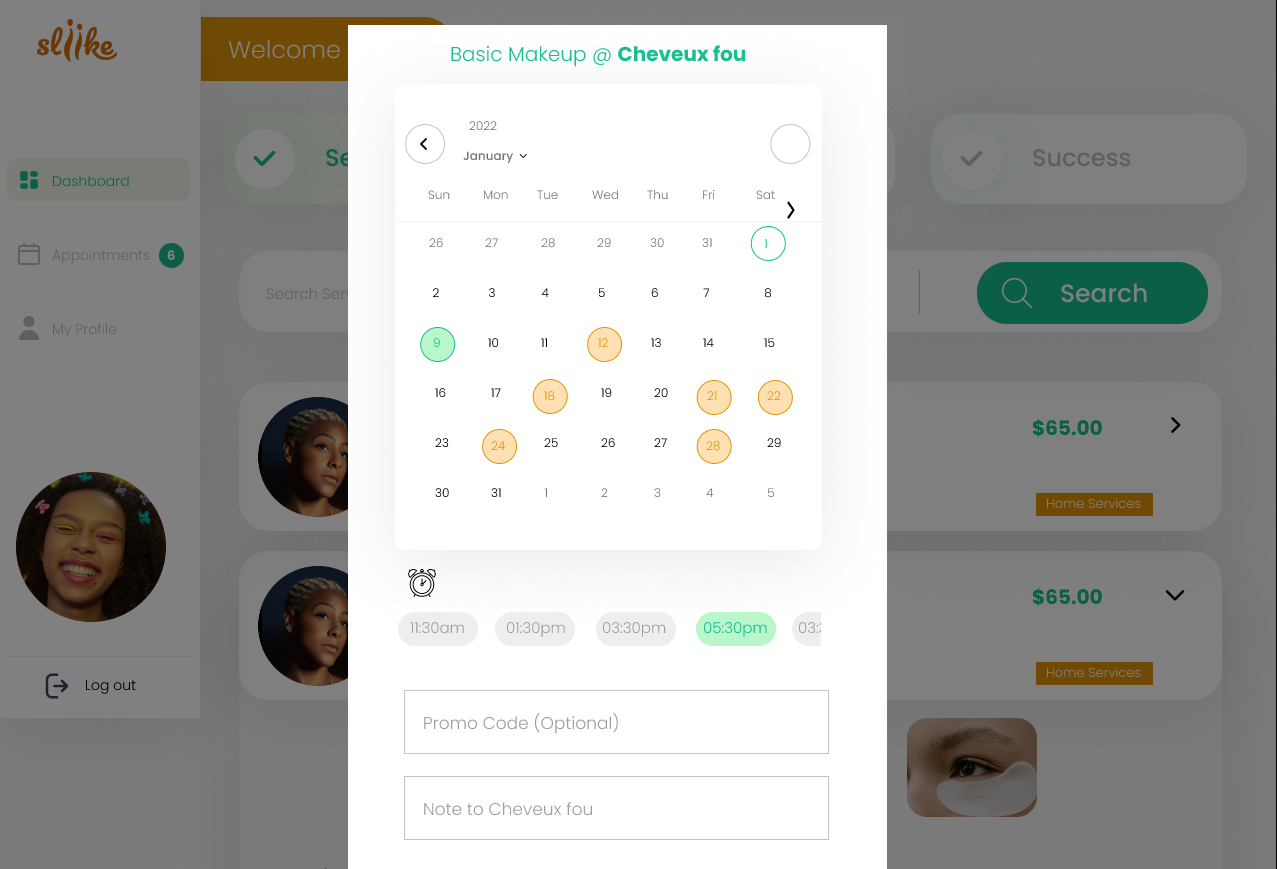 sliike
Welcome
Dashboard
Appointments 6
My Profile
Log out
Se
Success
Search Serv
Search
$65.00
Home Services
$65.00
Home Services
Basic Makeup @ Cheveux fou
2022
January
Sun Mon Tue Wed Thu Fri Sat
26 27 28 29 30 31 1
2 3 4 5 6 7 8
9 10 11 12 13 14 15
16 17 18 19 20 21 22
23 24 25 26 27 28 29
30 31 1 2 3 4 5
11:30am 01:30pm 03:30pm 05:30pm 03:
Promo Code (Optional)
Note to Cheveux fou